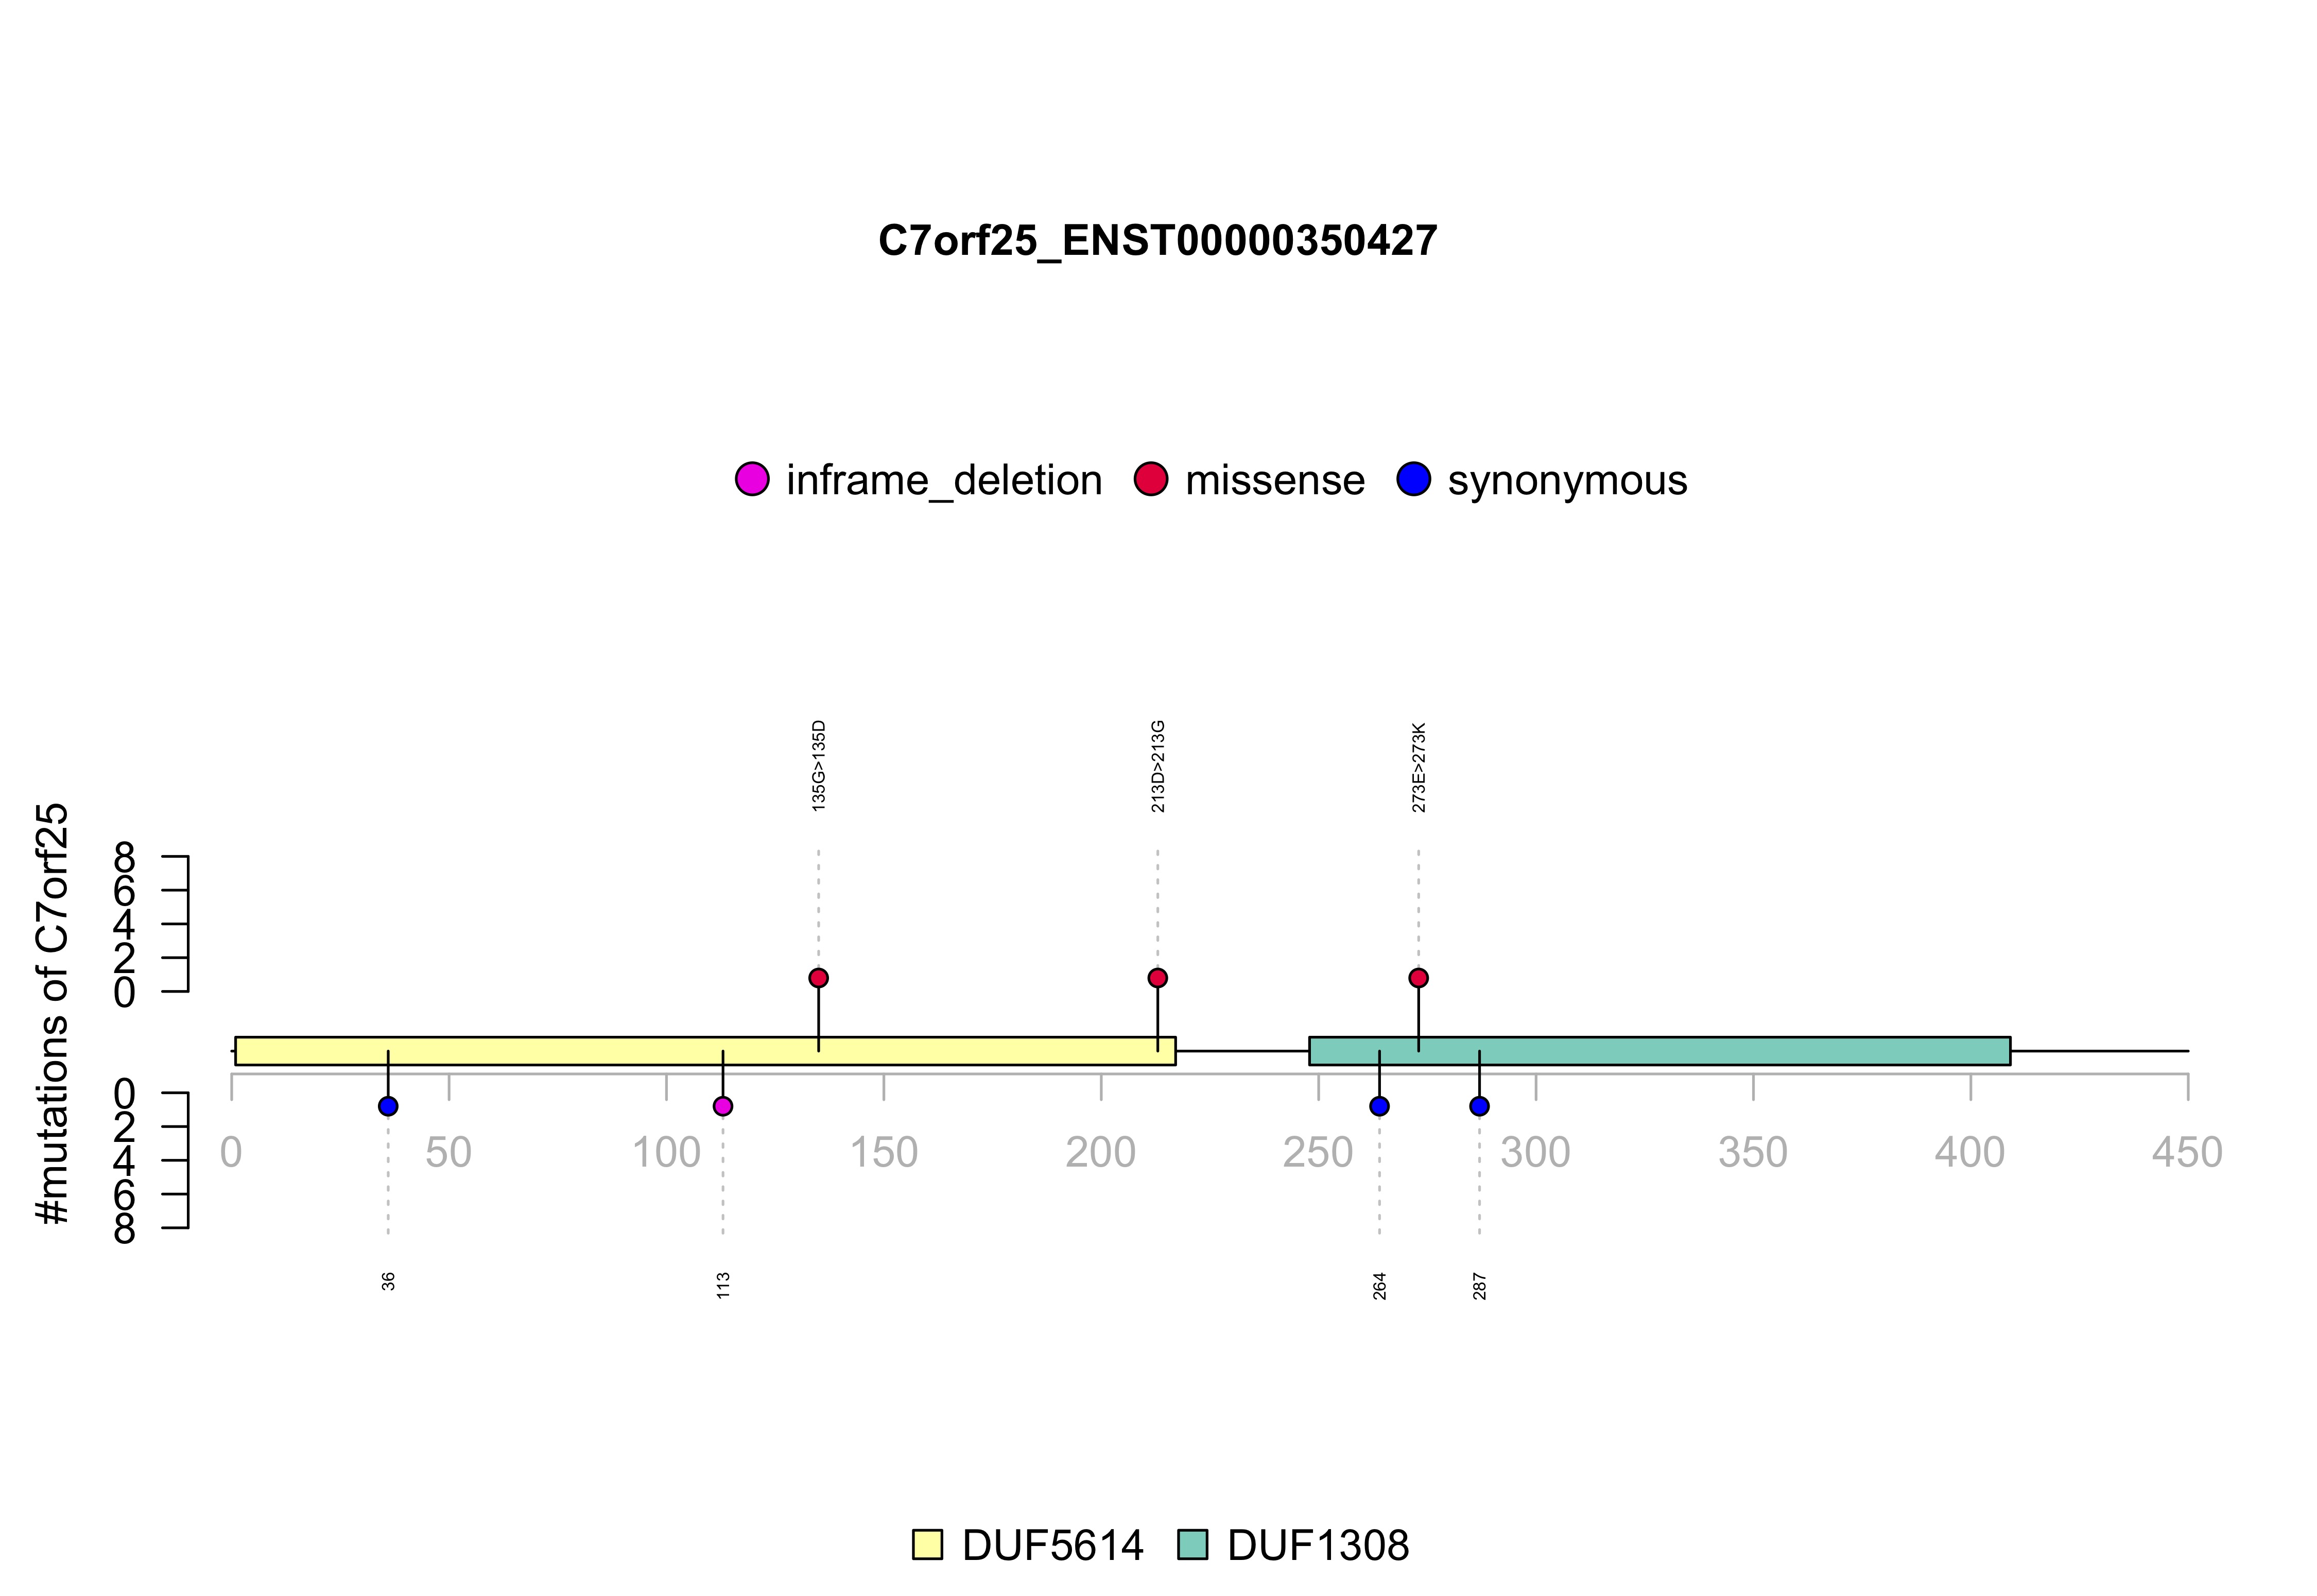 C7orf25_ENST00000350427
inframe_deletion missense synonymous
135G>135D 213D>213G 273E>273K
#mutations of C7orf25
8
6
4
2
0
0
2
4
6
8
0 50 100 150 200 250 300 350 400 450
36 113 264 287
DUF5614 DUF1308